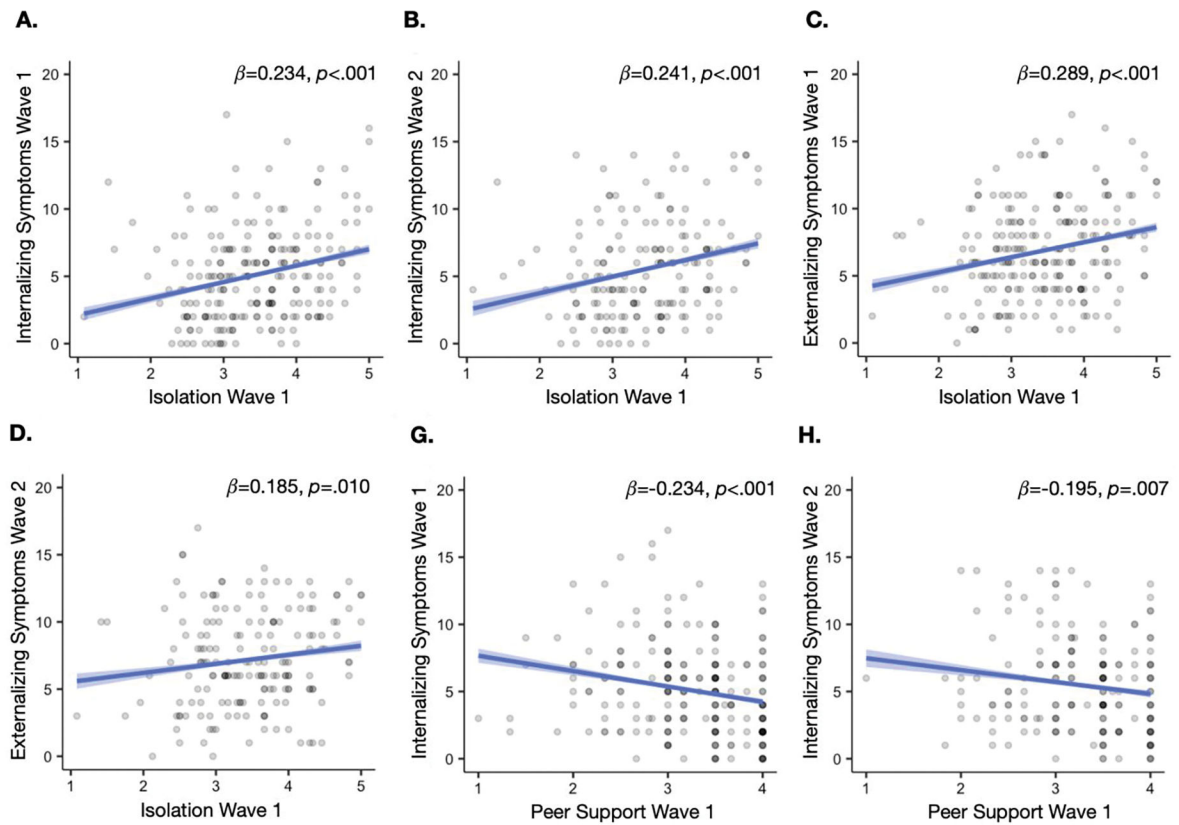 A.
β=0.234, p<.001
Internalizing Symptoms Wave 1
20
15
10
5
0
1 2 3 4 5
Isolation Wave 1
B.
β=0.241, p<.001
Internalizing Symptoms Wave 2
20
15
10
5
0
1 2 3 4 5
Isolation Wave 1
C.
β=0.289, p<.001
Externalizing Symptoms Wave 1
20
15
10
5
0
1 2 3 4 5
Isolation Wave 1
D.
β=0.185, p=.010
Externalizing Symptoms Wave 2
20
15
10
5
0
1 2 3 4 5
Isolation Wave 1
G.
β=-0.234, p<.001
Internalizing Symptoms Wave 1
20
15
10
5
0
1 2 3 4
Peer Support Wave 1
H.
β=-0.195, p=.007
Internalizing Symptoms Wave 2
20
15
10
5
0
1 2 3 4
Peer Support Wave 1